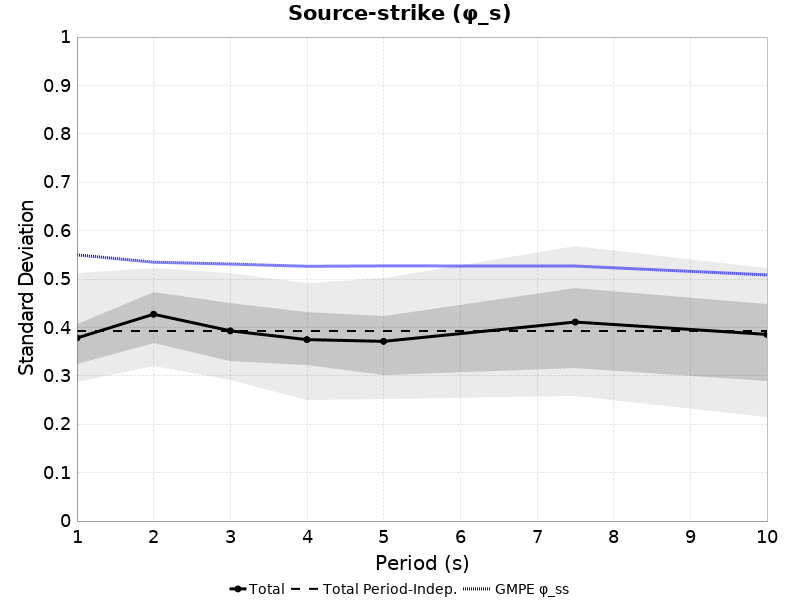 Source-strike (φ_s)
1
0.9
0.8
0.7
0.6
0.5
0.4
0.3
0.2
0.1
0
Standard Deviation
1 2 3 4 5 6 7 8 9 10
Period (s)
Total Total Period-Indep. GMPE φ_ss